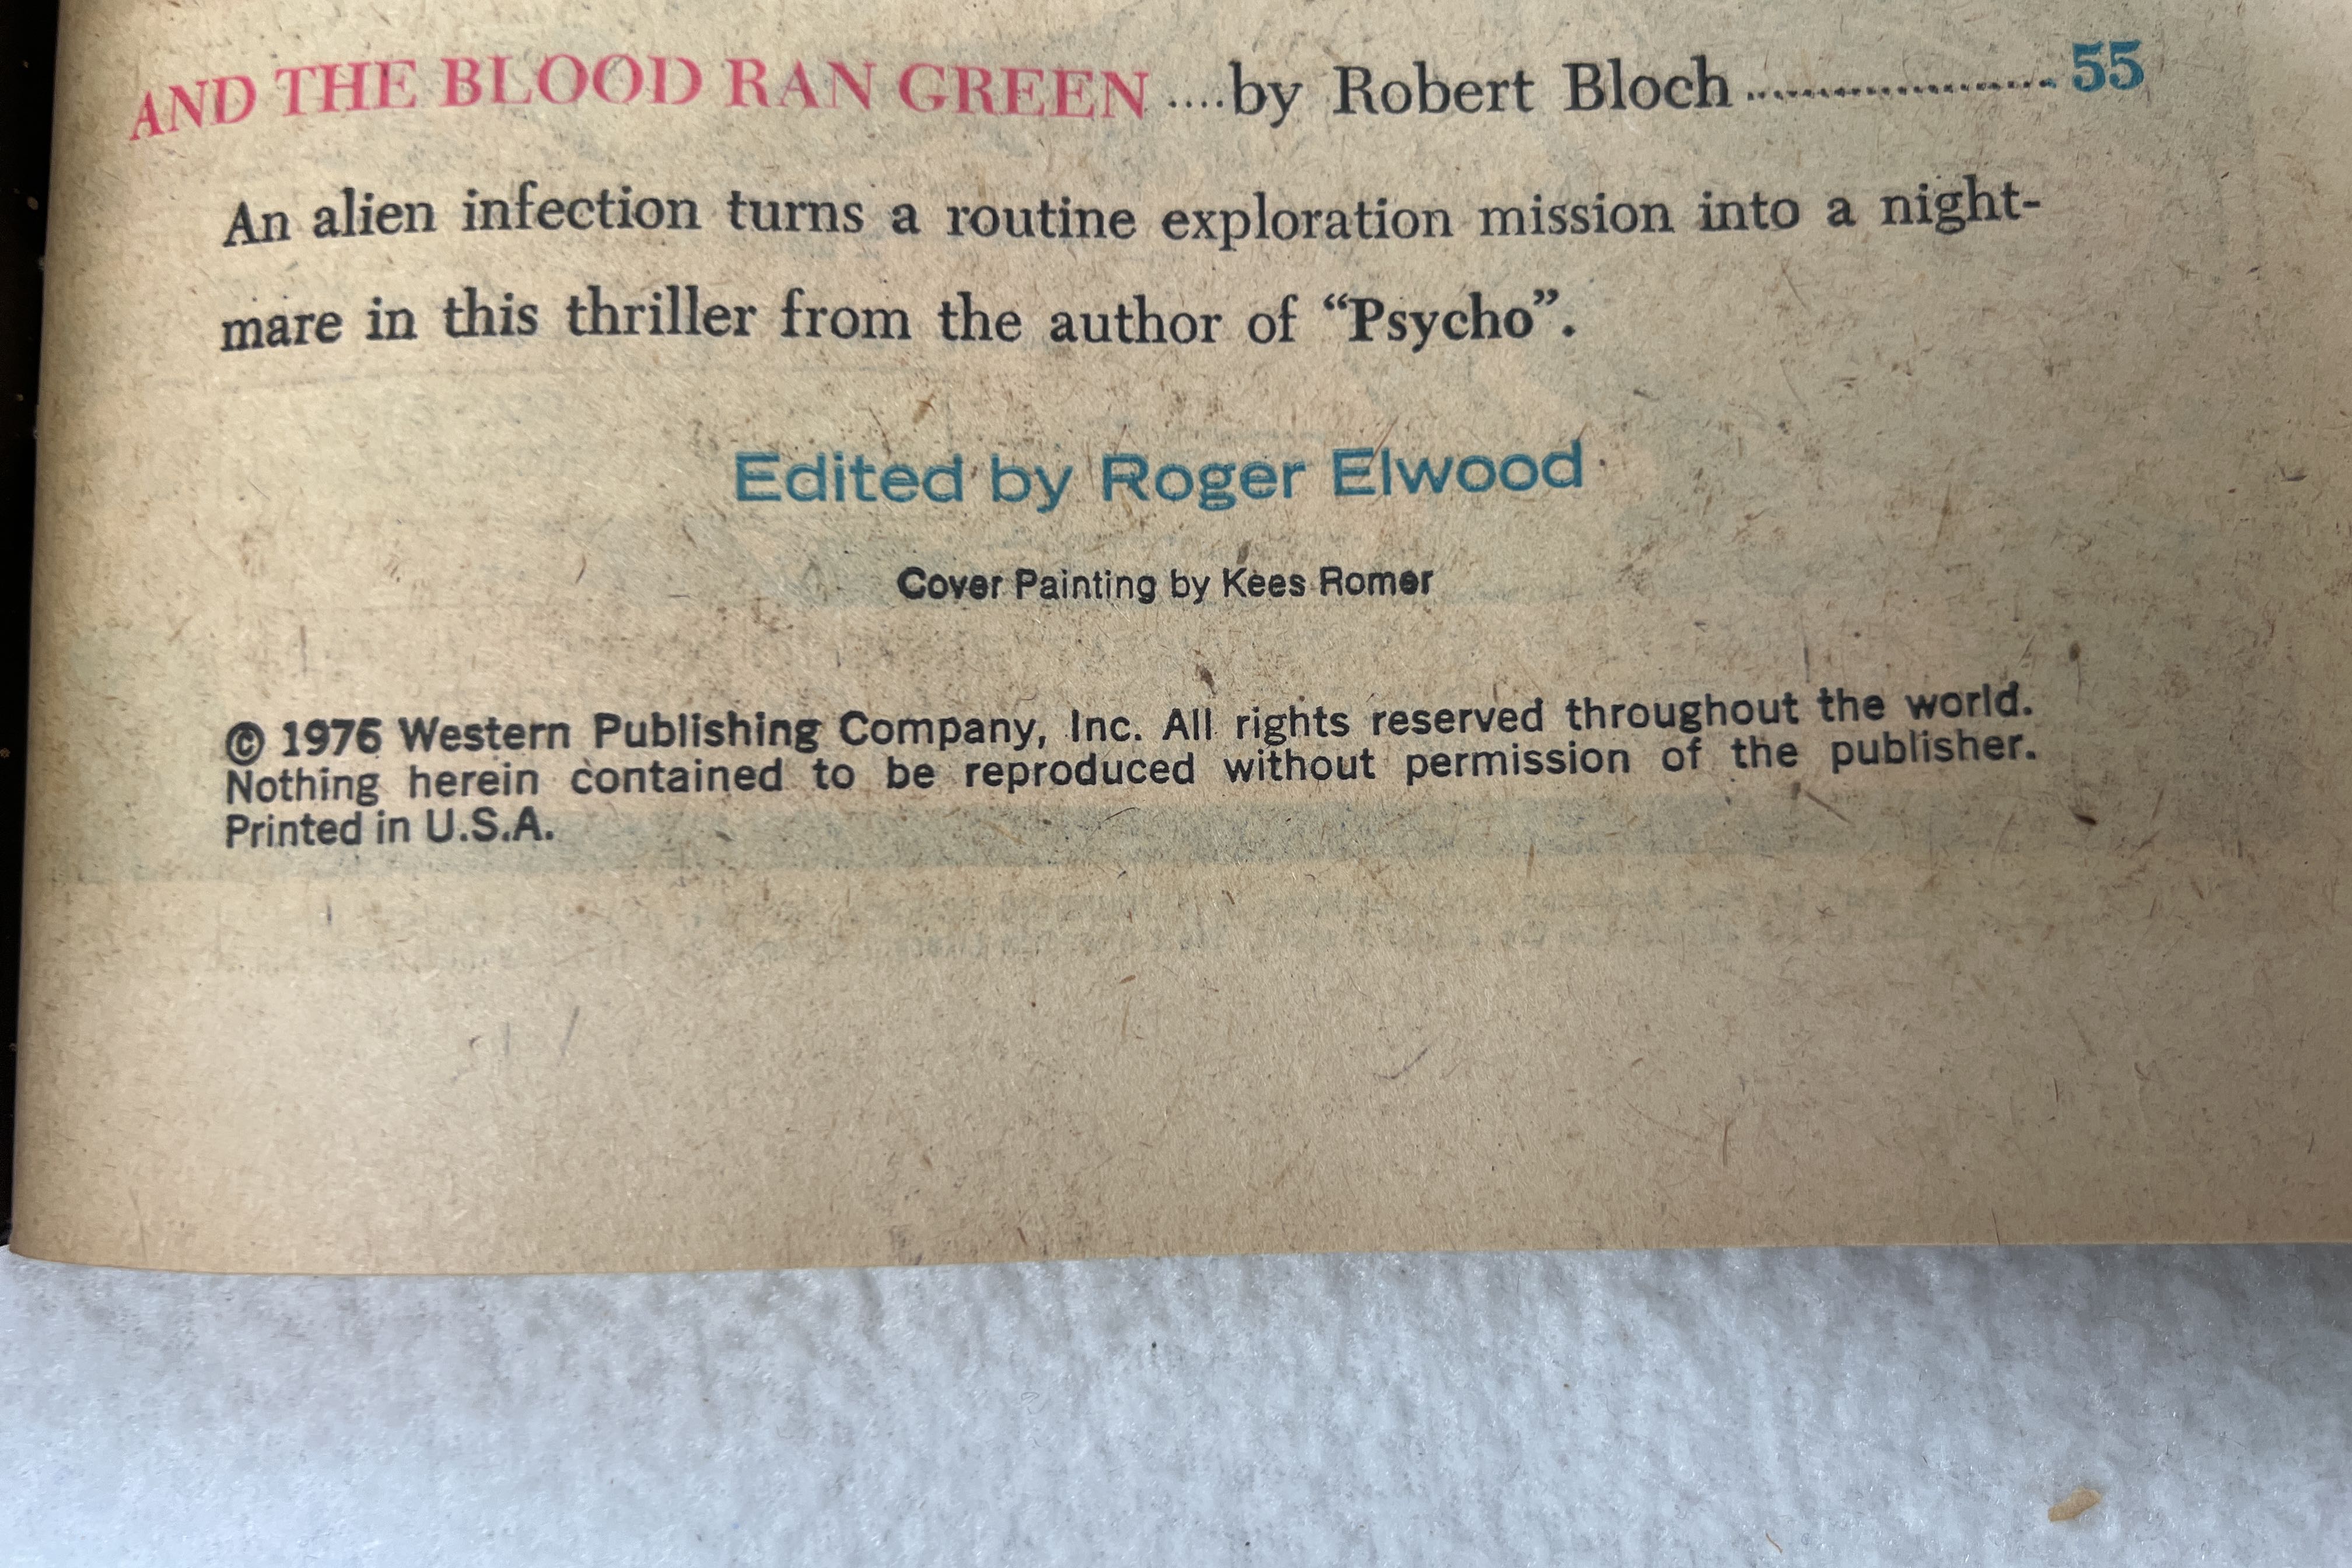 AND THE BLOOD RAN GREEN ....by Robert Bloch.....................55
An alien infection turns a routine exploration mission into a night-
mare in this thriller from the author of “Psycho”.
Edited by Roger Elwood
Cover Painting by Kees Romer
© 1976 Western Publishing Company, Inc. All rights reserved throughout the world.
Nothing herein contained to be reproduced without permission of the publisher.
Printed in U.S.A.